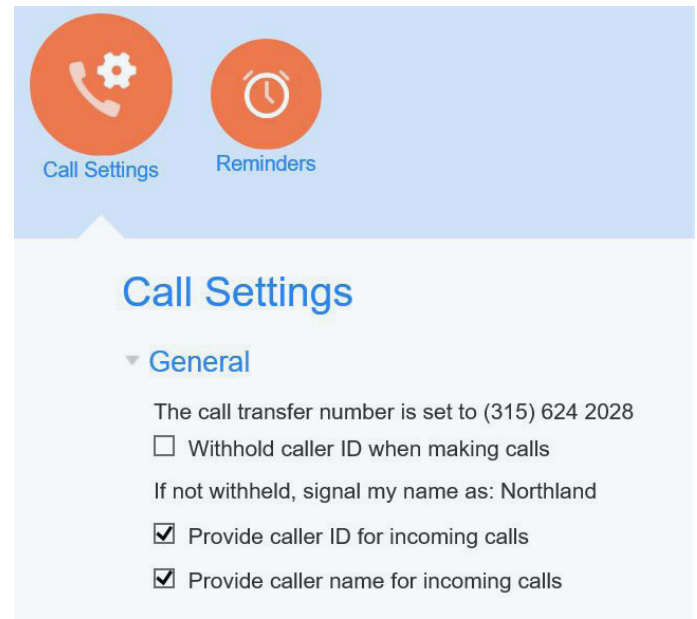 Call Settings
Reminders
Call Settings
General
The call transfer number is set to (315) 624 2028
Withhold caller ID when making calls
If not withheld, signal my name as: Northland
Provide caller ID for incoming calls
Provide caller name for incoming calls